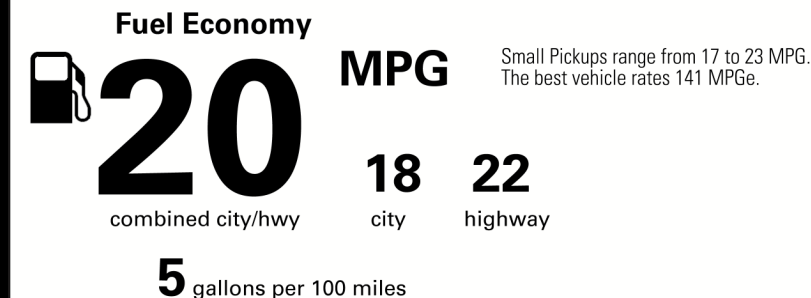 Fuel Economy
20 MPG
Small Pickups range from 17 to 23 MPG.
The best vehicle rates 141 MPGe.
18 22
combined city/hwy city highway
5 gallons per 100 miles